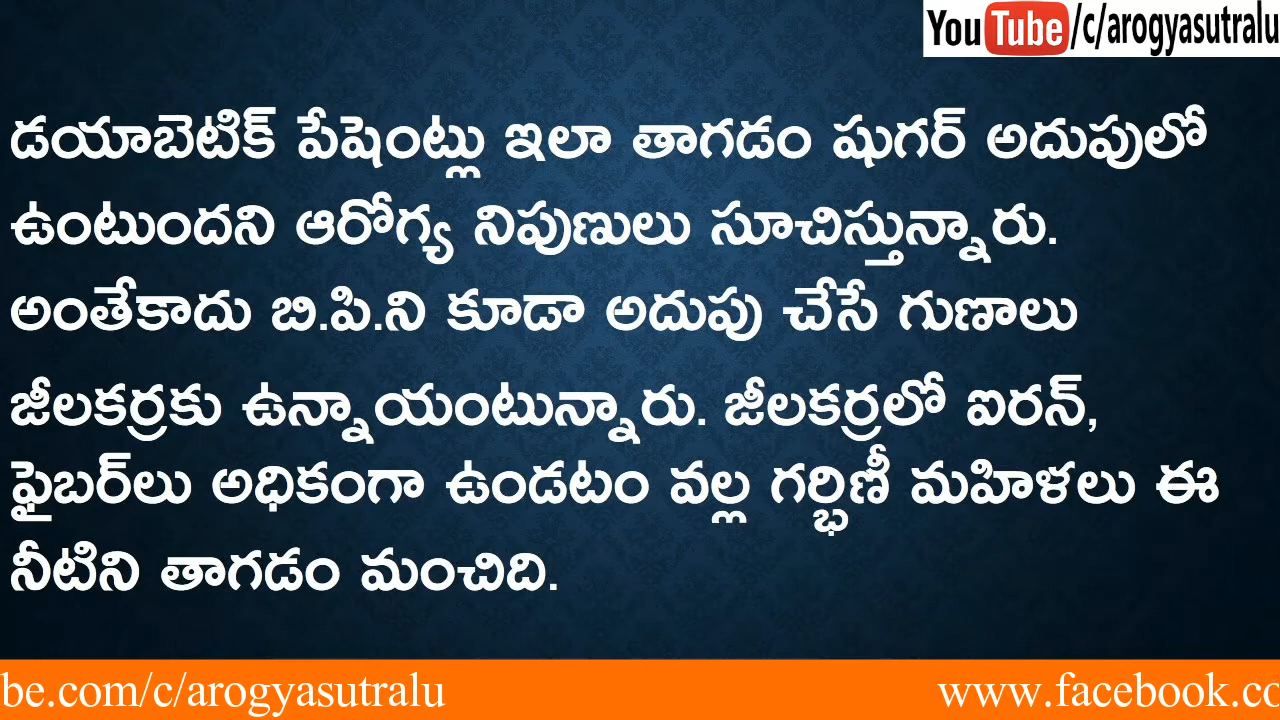 YouTube/c/arogyasutralu
డయాబెటిక్ పేషెంట్లు ఇలా తాగడం షుగర్ అదుపులో
ఉంటుందని ఆరోగ్య నిపుణులు సూచిస్తున్నారు.
అంతేకాదు బి.పి.ని కూడా అదుపు చేసే గుణాలు
జీలకర్రకు ఉన్నాయంటున్నారు. జీలకర్రలో ఐరన్,
ఫైబర్‌లు అధికంగా ఉండటం వల్ల గర్భిణీ మహిళలు ఈ
నీటిని తాగడం మంచిది.
be.com/c/arogyasutralu www.facebook.co